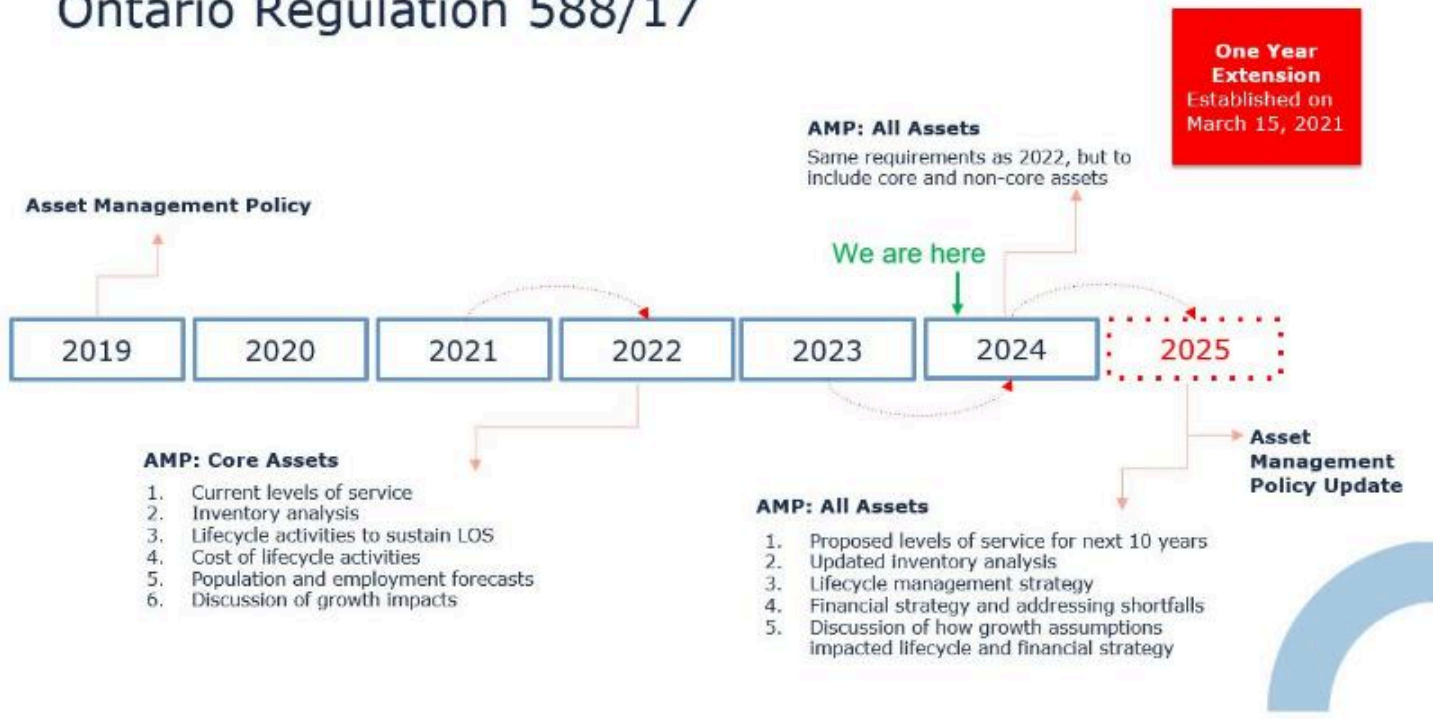 Ontario Regulation 588/17
One Year
Extension
Established on
March 15, 2021
AMP: All Assets
Same requirements as 2022, but to
include core and non-core assets
Asset Management Policy
We are here
2019
2020
2021
2022
2023
2024
2025
AMP: Core Assets
1. Current levels of service
2. Inventory analysis
3. Lifecycle activities to sustain LOS
4. Cost of lifecycle activities
5. Population and employment forecasts
6. Discussion of growth impacts
Asset
Management
Policy Update
AMP: All Assets
1. Proposed levels of service for next 10 years
2. Updated inventory analysis
3. Lifecycle management strategy
4. Financial strategy and addressing shortfalls
5. Discussion of how growth assumptions
impacted lifecycle and financial strategy